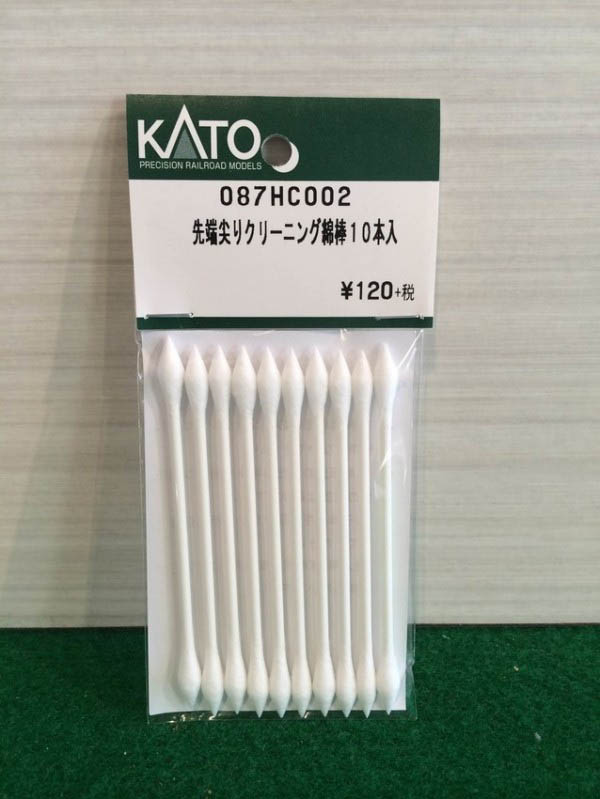 KATO
PRECISION RAILROAD MODELS
087HC002
先端尖りクリーニング綿棒10本入
¥120+税